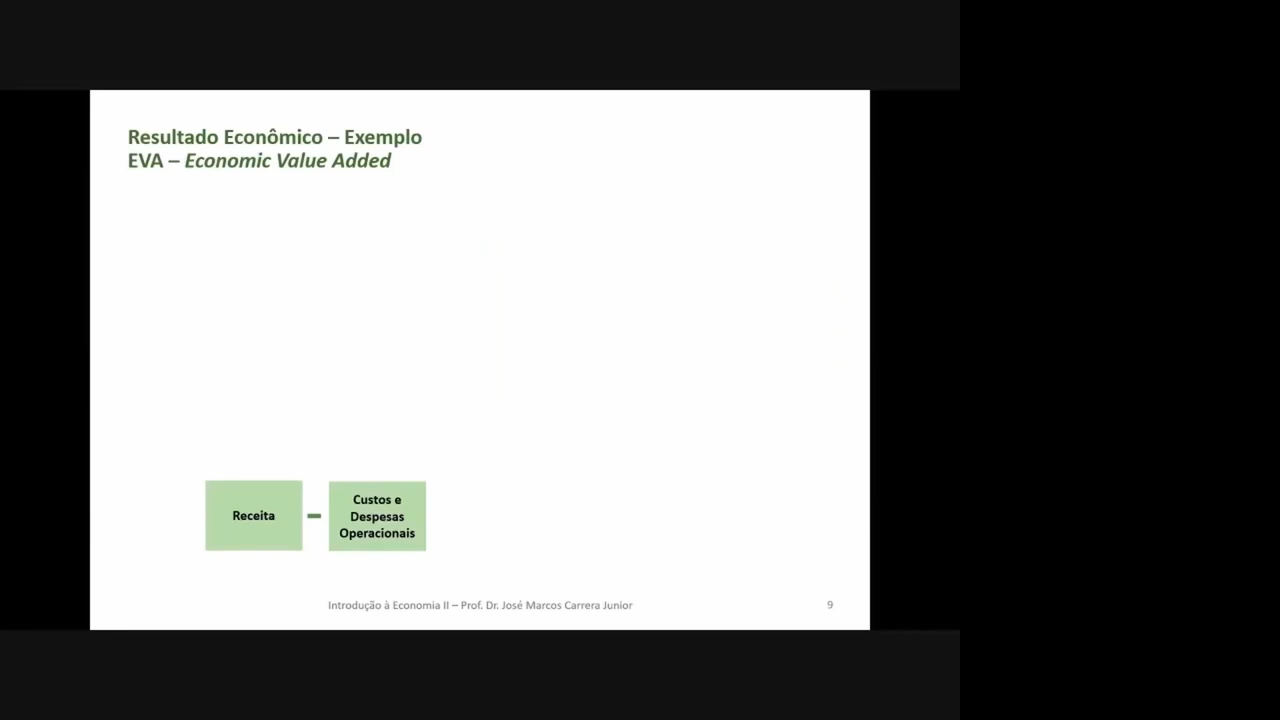 Resultado Econômico – Exemplo
EVA – Economic Value Added
Receita
Custos e
Despesas
Operacionais
Introdução à Economia II – Prof. Dr. José Marcos Carrera Junior
9